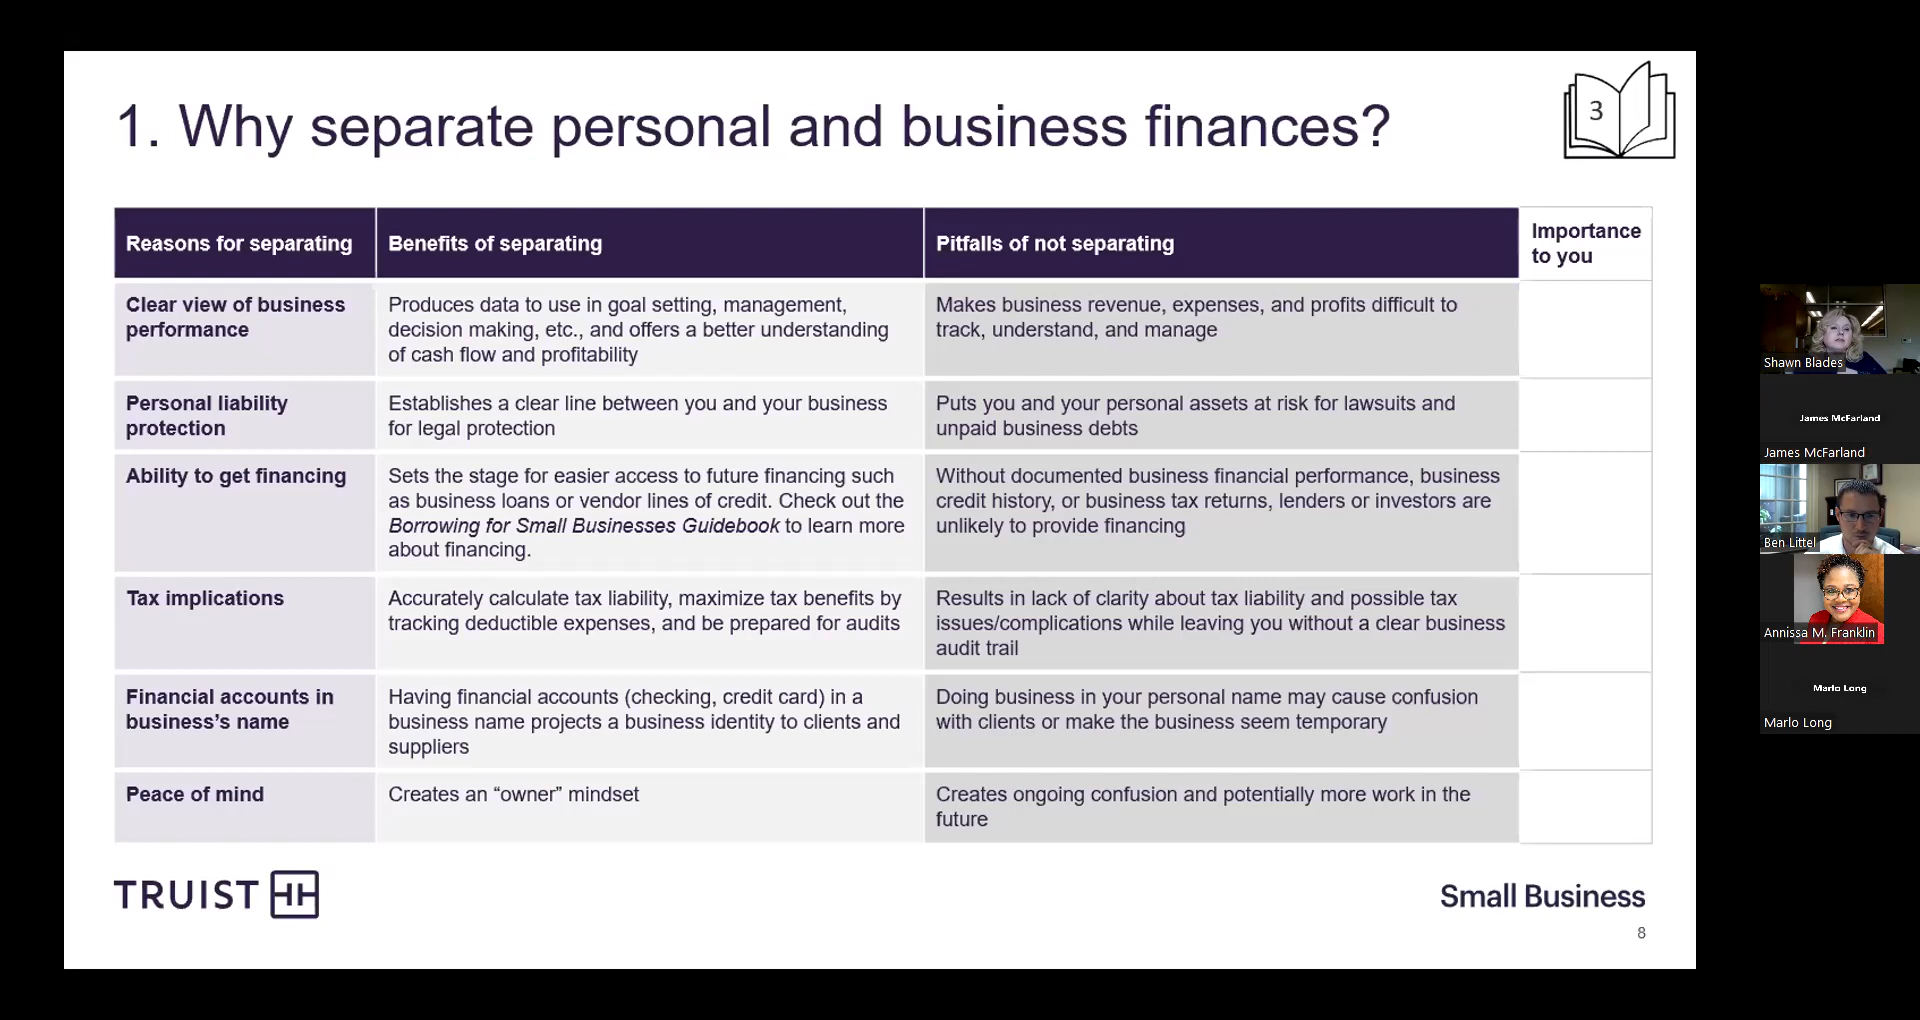 1. Why separate personal and business finances?
3
Reasons for separating
Benefits of separating
Pitfalls of not separating
Importance
to you
Clear view of business
performance
Produces data to use in goal setting, management,
decision making, etc., and offers a better understanding
of cash flow and profitability
Makes business revenue, expenses, and profits difficult to
track, understand, and manage
Personal liability
protection
Establishes a clear line between you and your business
for legal protection
Puts you and your personal assets at risk for lawsuits and
unpaid business debts
Ability to get financing
Sets the stage for easier access to future financing such
as business loans or vendor lines of credit. Check out the
Borrowing for Small Businesses Guidebook to learn more
about financing.
Without documented business financial performance, business
credit history, or business tax returns, lenders or investors are
unlikely to provide financing
Tax implications
Accurately calculate tax liability, maximize tax benefits by
tracking deductible expenses, and be prepared for audits
Results in lack of clarity about tax liability and possible tax
issues/complications while leaving you without a clear business
audit trail
Financial accounts in
business’s name
Having financial accounts (checking, credit card) in a
business name projects a business identity to clients and
suppliers
Doing business in your personal name may cause confusion
with clients or make the business seem temporary
Peace of mind
Creates an “owner” mindset
Creates ongoing confusion and potentially more work in the
future
TRUIST
Small Business
8
Shawn Blades
James McFarland
James McFarland
Ben Littel
Annissa M. Franklin
Marlo Long
Marlo Long